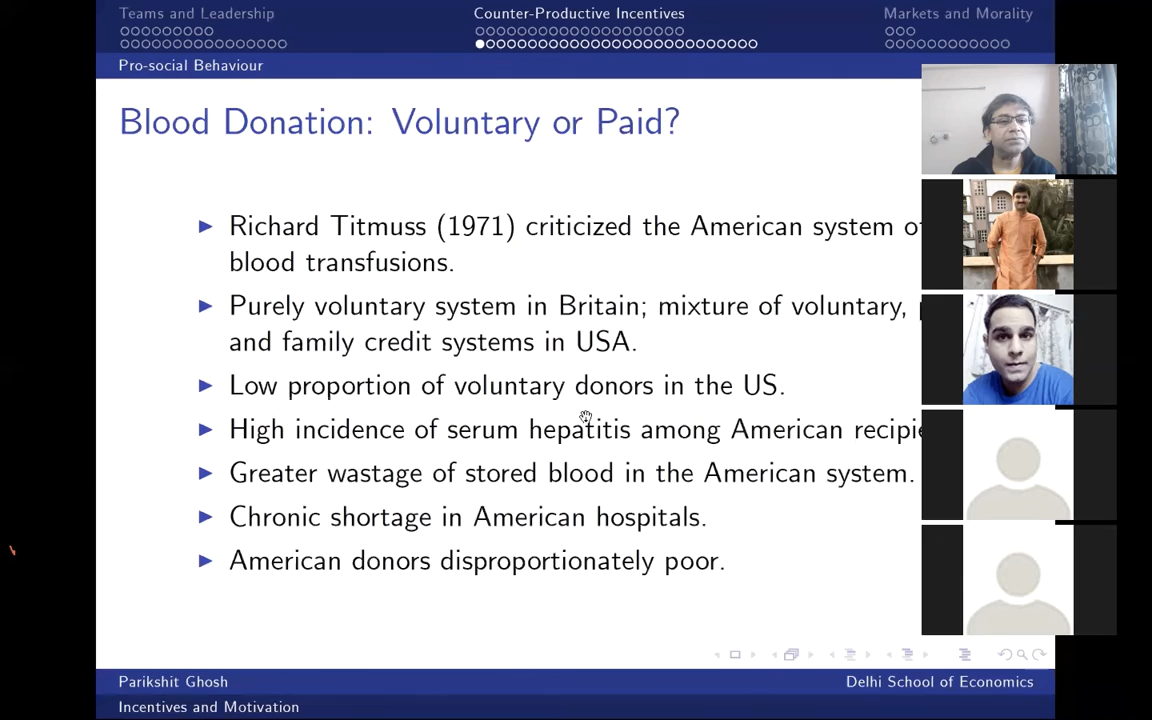 Teams and Leadership
Counter-Productive Incentives
Markets and Morality
Pro-social Behaviour
Blood Donation: Voluntary or Paid?
Richard Titmuss (1971) criticized the American system
blood transfusions.
Purely voluntary system in Britain; mixture of voluntary,
and family credit systems in USA.
Low proportion of voluntary donors in the US.
High incidence of serum hepatitis among American
Greater wastage of stored blood in the American system.
Chronic shortage in American hospitals.
American donors disproportionately poor.
Parikshit Ghosh
Delhi School of Economics
Incentives and Motivation